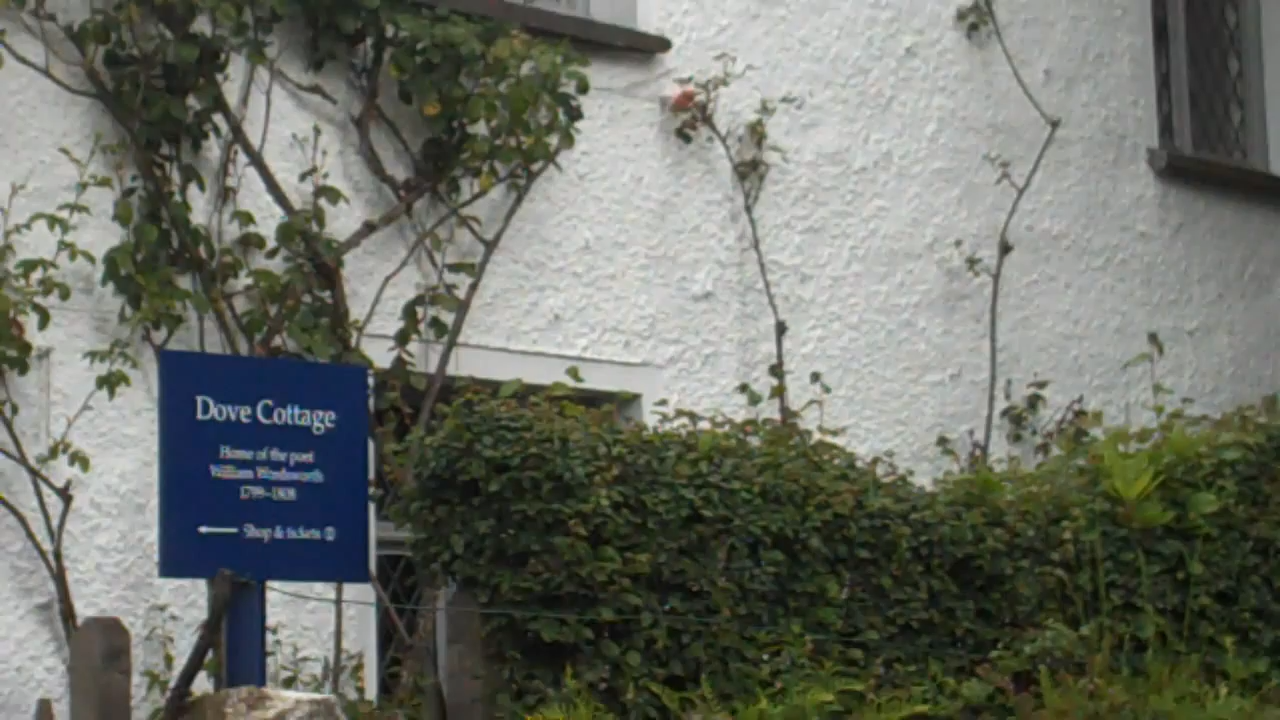 Dove Cottage
Home of the poet
William Wordsworth
1799–1808
Shop & tickets